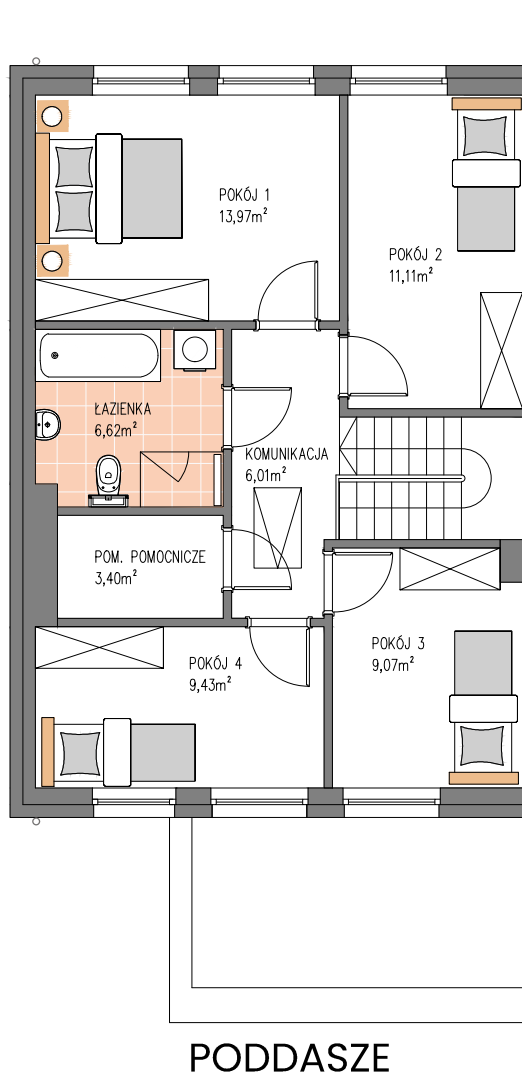 POKÓJ 1
13,97m²
POKÓJ 2
11,11m²
ŁAZIENKA
6,62m²
KOMUNIKACJA
6,01m²
POM. POMOCNICZE
3,40m²
POKÓJ 3
9,07m²
POKÓJ 4
9,43m²
PODDASZE